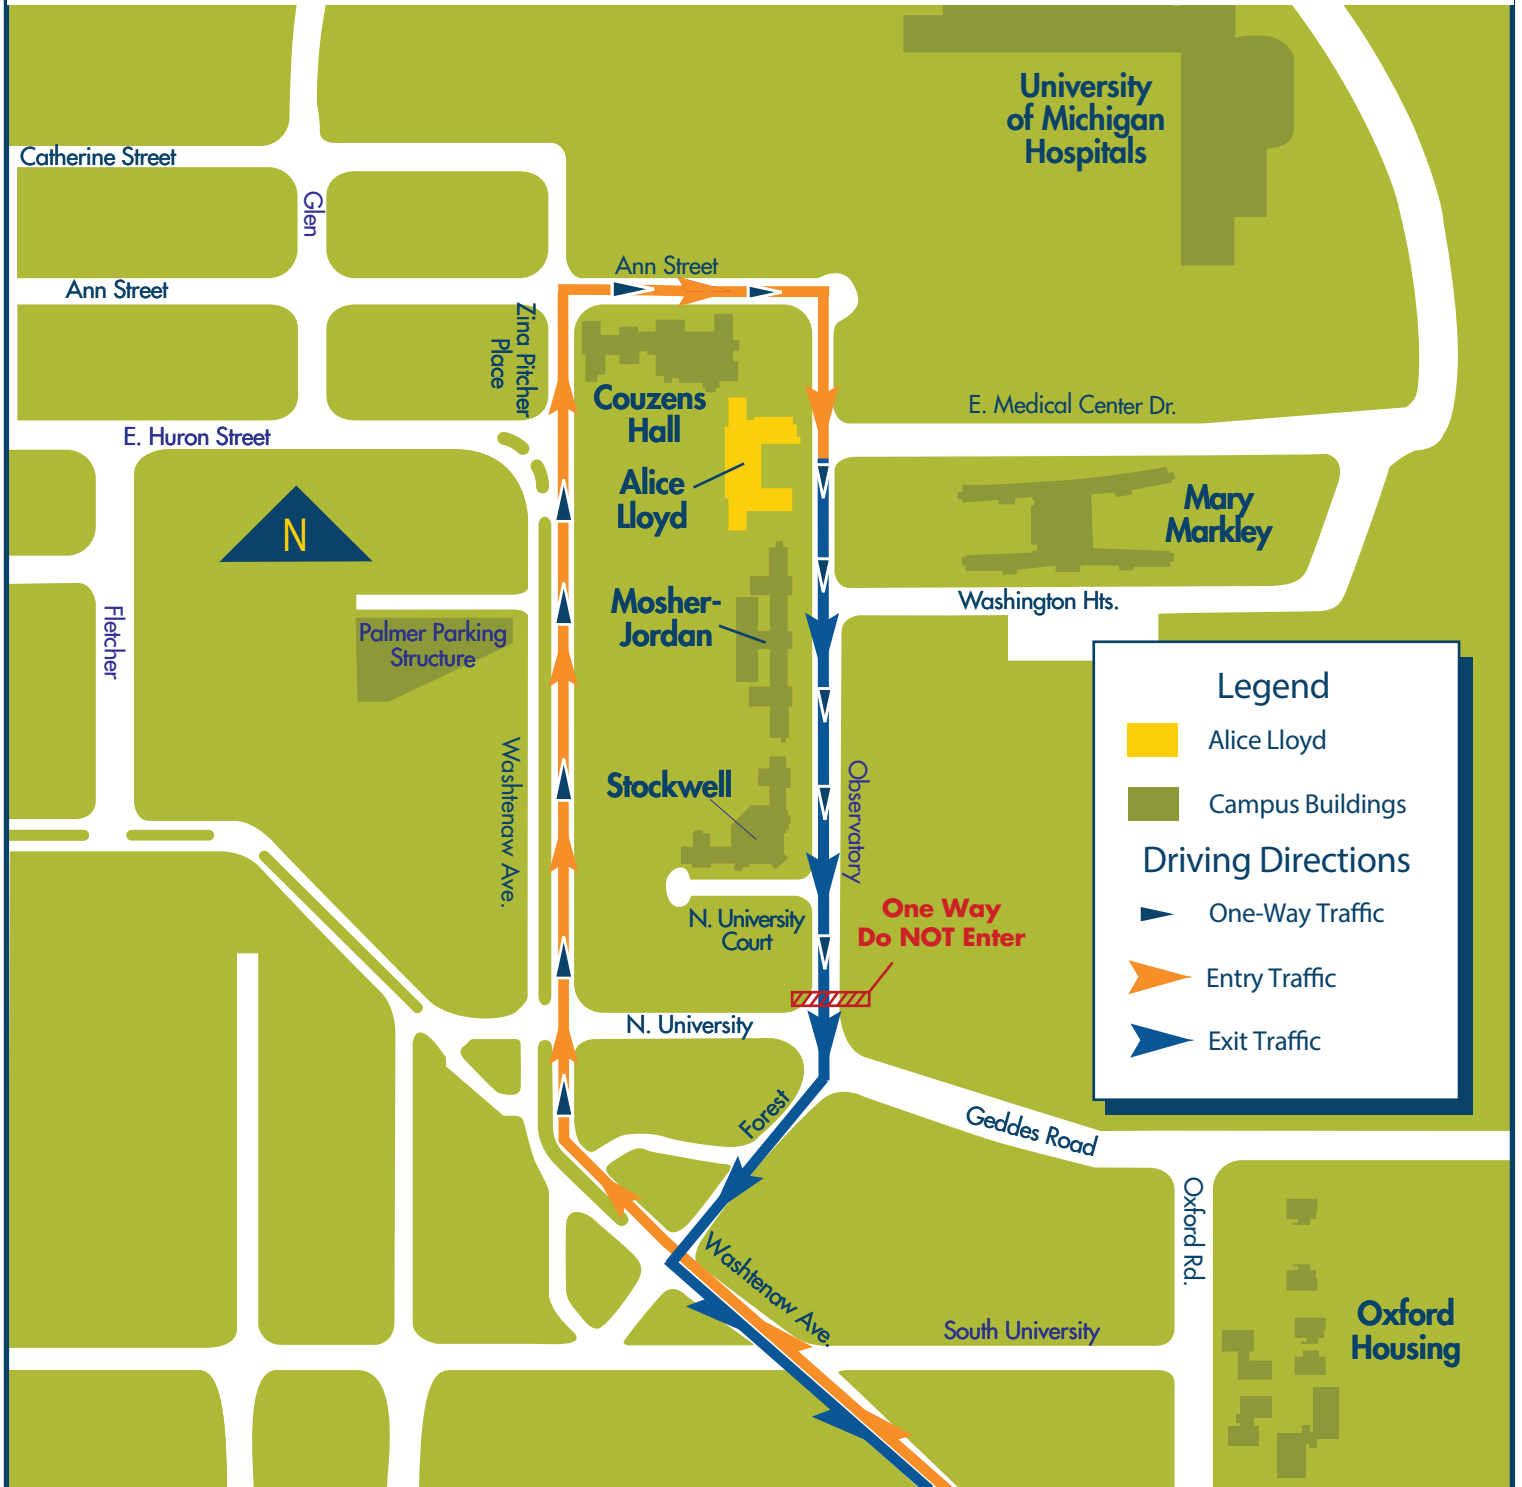 University
of Michigan
Hospitals
Catherine Street
Glen
Ann Street
Ann Street
Zina Pitcher
Place
Couzens
Hall
E. Medical Center Dr.
E. Huron Street
N
Alice
Lloyd
Mary
Markley
Fletcher
Palmer Parking
Structure
Mosher-
Jordan
Washington Hts.
Washtenaw Ave.
Stockwell
Observatory
N. University
Court
One Way
Do NOT Enter
N. University
Forest
Geddes Road
Oxford Rd.
Washtenaw Ave.
South University
Oxford
Housing
Legend
Alice Lloyd
Campus Buildings
Driving Directions
One-Way Traffic
Entry Traffic
Exit Traffic